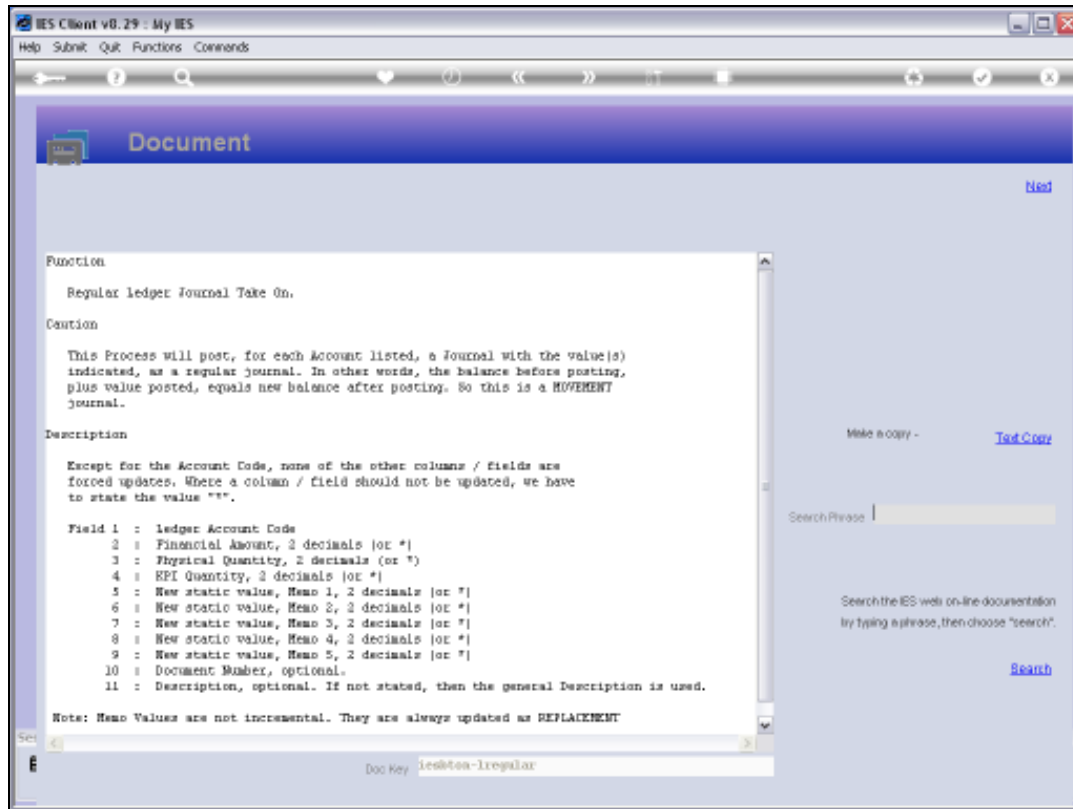 IES Client v8.29 : My IES
Help Submit Quit Functions Commands
Document
Next
Function
Regular Ledger Journal Take On.
Caution
This Process will post, for each Account listed, a Journal with the value(s)
indicated, as a regular journal. In other words, the balance before posting,
plus value posted, equals new balance after posting. So this is a MOVEMENT
journal.
Description
Except for the Account Code, none of the other columns / fields are
forced updates. Where a column / field should not be updated, we have
to state the value "*".
Field 1 : Ledger Account Code
2 : Financial Amount, 2 decimals (or *)
3 : Physical Quantity, 2 decimals (or *)
4 : KPI Quantity, 2 decimals (or *)
5 : New static value, Memo 1, 2 decimals (or *)
6 : New static value, Memo 2, 2 decimals (or *)
7 : New static value, Memo 3, 2 decimals (or *)
8 : New static value, Memo 4, 2 decimals (or *)
9 : New static value, Memo 5, 2 decimals (or *)
10 : Document Number, optional.
11 : Description, optional. If not stated, then the general Description is used.
Note: Memo Values are not incremental. They are always updated as REPLACEMENT
Make a copy -
Text Copy
Search Phrase
Search the IES web on-line documentation
by typing a phrase, then choose "search".
Search
Doc Key iesbton-lregular